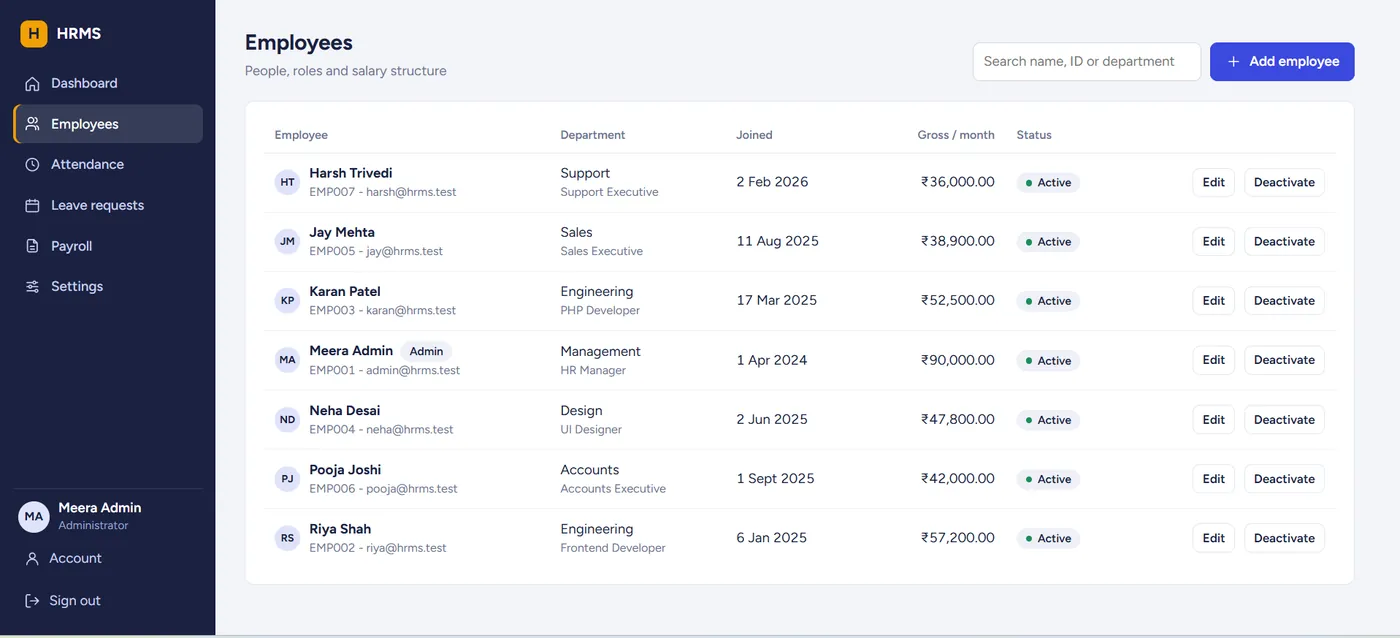 H HRMS
Dashboard
Employees
Attendance
Leave requests
Payroll
Settings
MA Meera Admin
Administrator
Account
Sign out
Employees
People, roles and salary structure
Search name, ID or department
+ Add employee
Employee Department Joined Gross / month Status
HT Harsh Trivedi Support 2 Feb 2026 ₹36,000.00 Active Edit Deactivate
EMP007 - harsh@hrms.test Support Executive
JM Jay Mehta Sales 11 Aug 2025 ₹38,900.00 Active Edit Deactivate
EMP005 - jay@hrms.test Sales Executive
KP Karan Patel Engineering 17 Mar 2025 ₹52,500.00 Active Edit Deactivate
EMP003 - karan@hrms.test PHP Developer
MA Meera Admin Admin Management 1 Apr 2024 ₹90,000.00 Active Edit Deactivate
EMP001 - admin@hrms.test HR Manager
ND Neha Desai Design 2 Jun 2025 ₹47,800.00 Active Edit Deactivate
EMP004 - neha@hrms.test UI Designer
PJ Pooja Joshi Accounts 1 Sept 2025 ₹42,000.00 Active Edit Deactivate
EMP006 - pooja@hrms.test Accounts Executive
RS Riya Shah Engineering 6 Jan 2025 ₹57,200.00 Active Edit Deactivate
EMP002 - riya@hrms.test Frontend Developer